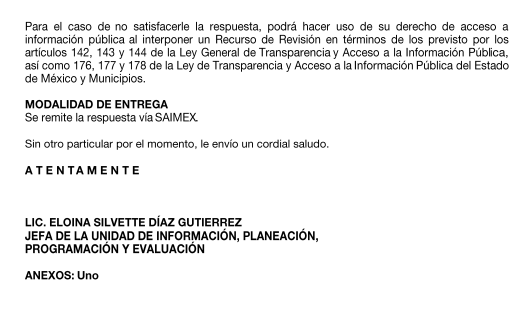 Para el caso de no satisfacerle la respuesta, podrá hacer uso de su derecho de acceso a
información pública al interponer un Recurso de Revisión en términos de los previsto por los
artículos 142, 143 y 144 de la Ley General de Transparencia y Acceso a la Información Pública,
así como 176, 177 y 178 de la Ley de Transparencia y Acceso a la Información Pública del Estado
de México y Municipios.
MODALIDAD DE ENTREGA
Se remite la respuesta vía SAIMEX.
Sin otro particular por el momento, le envío un cordial saludo.
A T E N T A M E N T E
LIC. ELOINA SILVETTE DÍAZ GUTIERREZ
JEFA DE LA UNIDAD DE INFORMACIÓN, PLANEACIÓN,
PROGRAMACIÓN Y EVALUACIÓN
ANEXOS: Uno